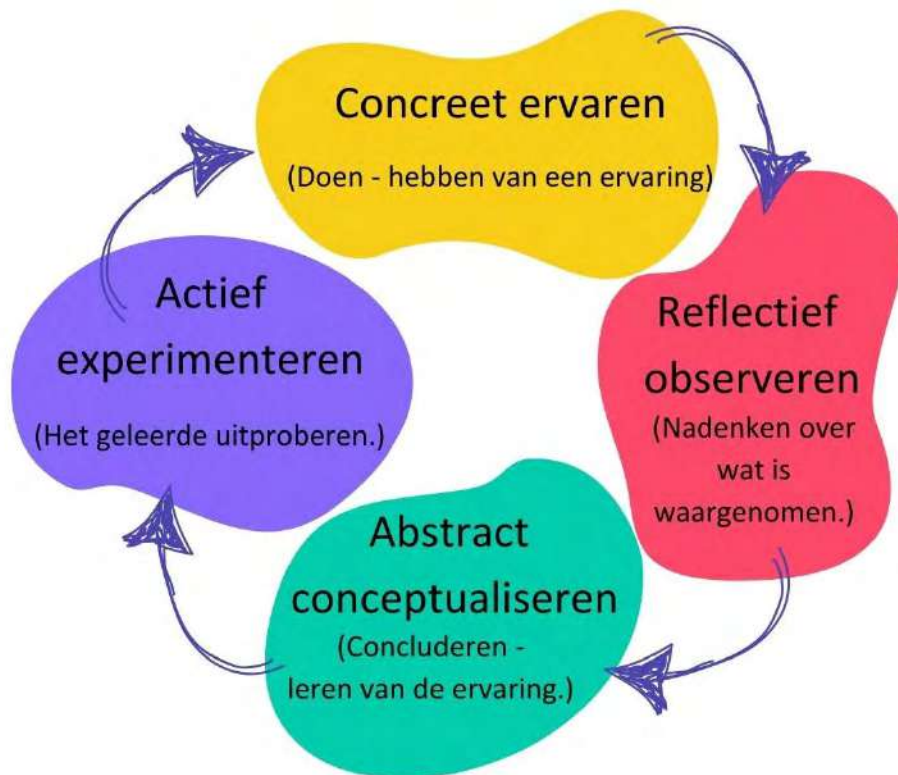 Concreet ervaren
(Doen - hebben van een ervaring)
Reflectief
observeren
(Nadenken over
wat is
waargenomen.)
Abstract
conceptualiseren
(Concluderen -
leren van de ervaring.)
Actief
experimenteren
(Het geleerde uitproberen.)